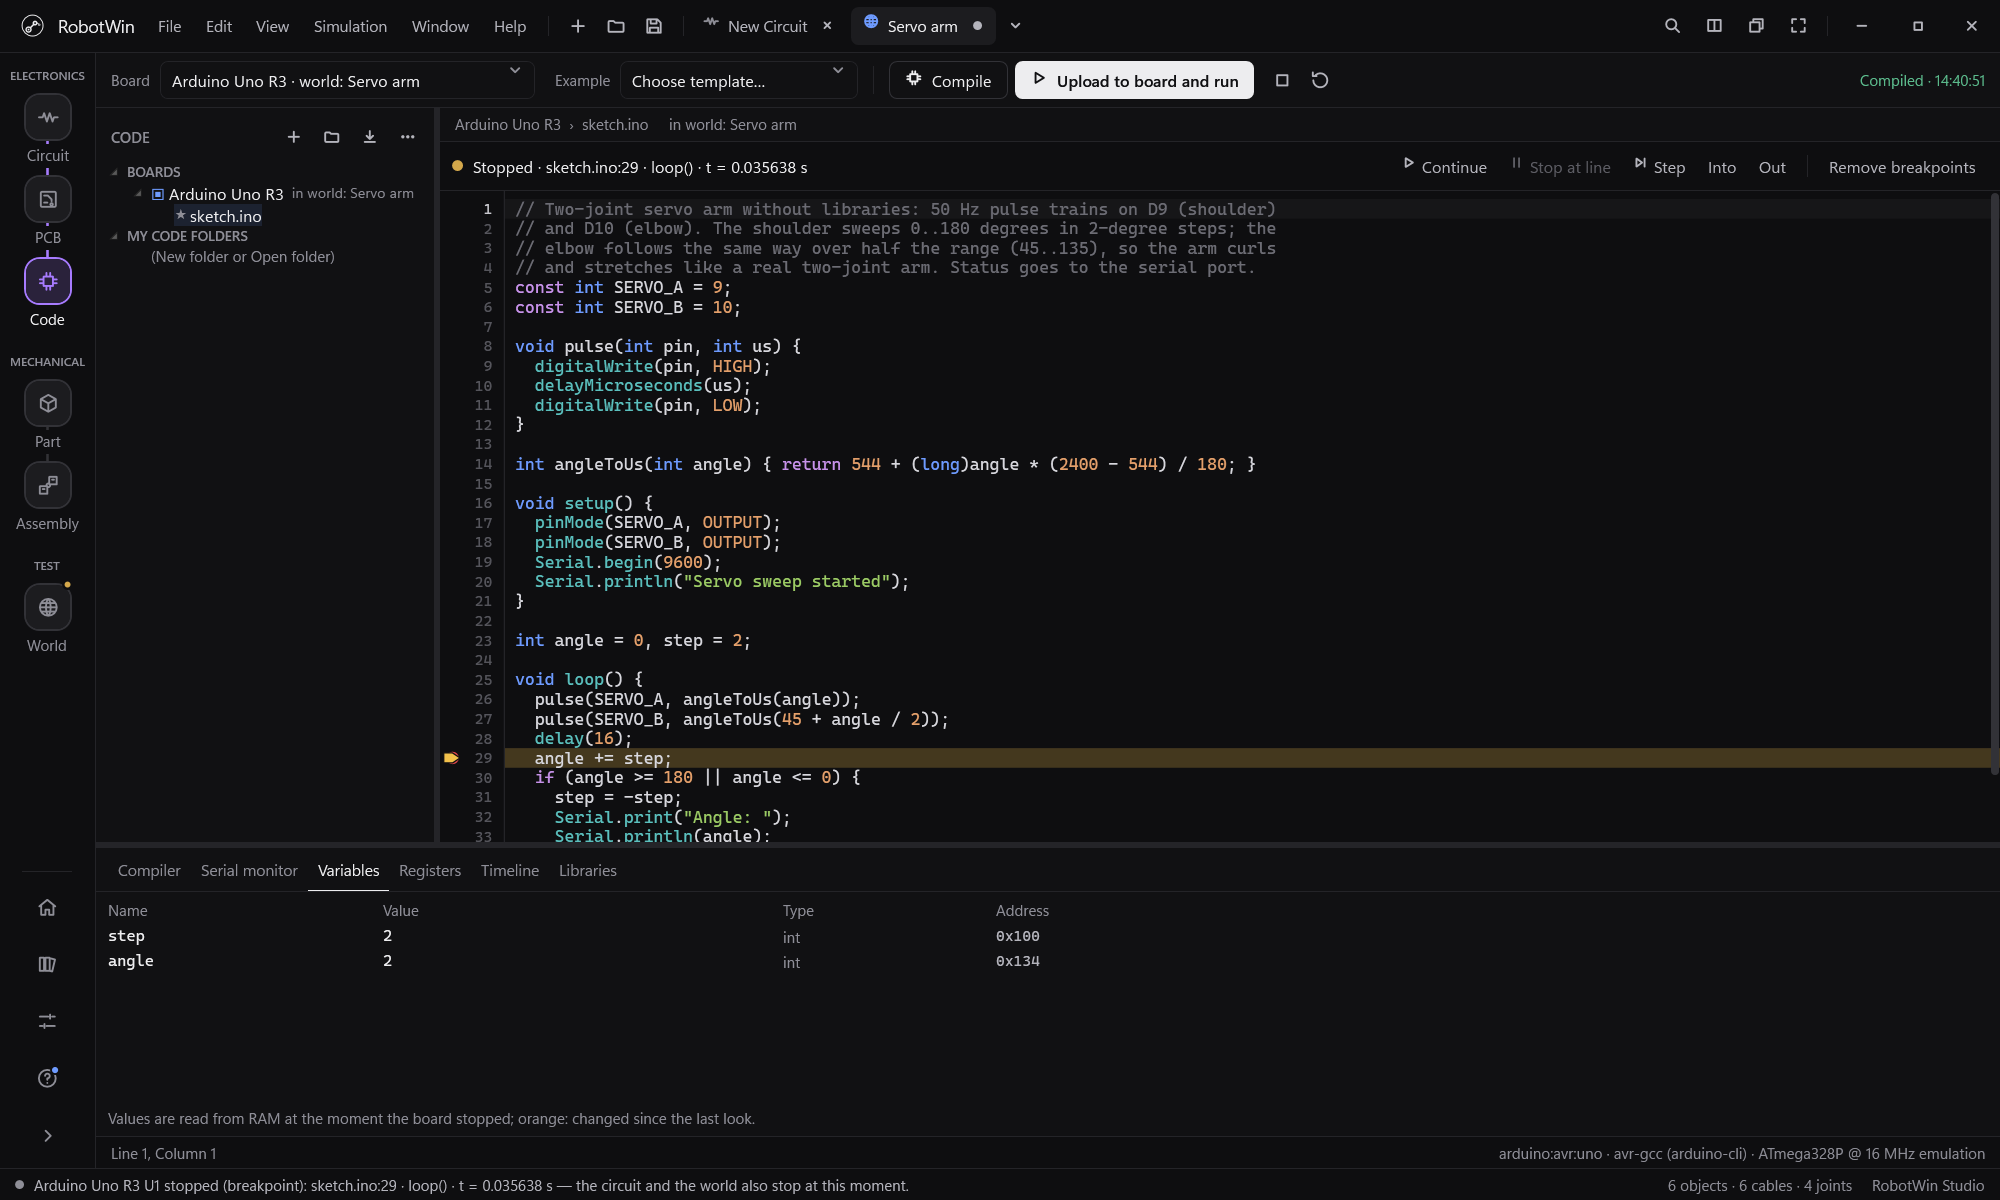 RobotWin File Edit View Simulation Window Help New Circuit × Servo arm
ELECTRONICS
Circuit
PCB
Code
MECHANICAL
Part
Assembly
TEST
World
Board Arduino Uno R3 · world: Servo arm Example Choose template... Compile Upload to board and run Compiled · 14:40:51
CODE
BOARDS
Arduino Uno R3 in world: Servo arm
sketch.ino
MY CODE FOLDERS
(New folder or Open folder)
Arduino Uno R3 › sketch.ino in world: Servo arm
Stopped · sketch.ino:29 · loop() · t = 0.035638 s Continue Stop at line Step Into Out Remove breakpoints
1 // Two-joint servo arm without libraries: 50 Hz pulse trains on D9 (shoulder)
2 // and D10 (elbow). The shoulder sweeps 0..180 degrees in 2-degree steps; the
3 // elbow follows the same way over half the range (45..135), so the arm curls
4 // and stretches like a real two-joint arm. Status goes to the serial port.
5 const int SERVO_A = 9;
6 const int SERVO_B = 10;
7
8 void pulse(int pin, int us) {
9 digitalWrite(pin, HIGH);
10 delayMicroseconds(us);
11 digitalWrite(pin, LOW);
12 }
13
14 int angleToUs(int angle) { return 544 + (long)angle * (2400 - 544) / 180; }
15
16 void setup() {
17 pinMode(SERVO_A, OUTPUT);
18 pinMode(SERVO_B, OUTPUT);
19 Serial.begin(9600);
20 Serial.println("Servo sweep started");
21 }
22
23 int angle = 0, step = 2;
24
25 void loop() {
26 pulse(SERVO_A, angleToUs(angle));
27 pulse(SERVO_B, angleToUs(45 + angle / 2));
28 delay(16);
29 angle += step;
30 if (angle >= 180 || angle <= 0) {
31 step = -step;
32 Serial.print("Angle: ");
33 Serial.println(angle);
Compiler Serial monitor Variables Registers Timeline Libraries
Name Value Type Address
step 2 int 0x100
angle 2 int 0x134
Values are read from RAM at the moment the board stopped; orange: changed since the last look.
Line 1, Column 1 arduino:avr:uno · avr-gcc (arduino-cli) · ATmega328P @ 16 MHz emulation
Arduino Uno R3 U1 stopped (breakpoint): sketch.ino:29 · loop() · t = 0.035638 s — the circuit and the world also stop at this moment. 6 objects · 6 cables · 4 joints RobotWin Studio